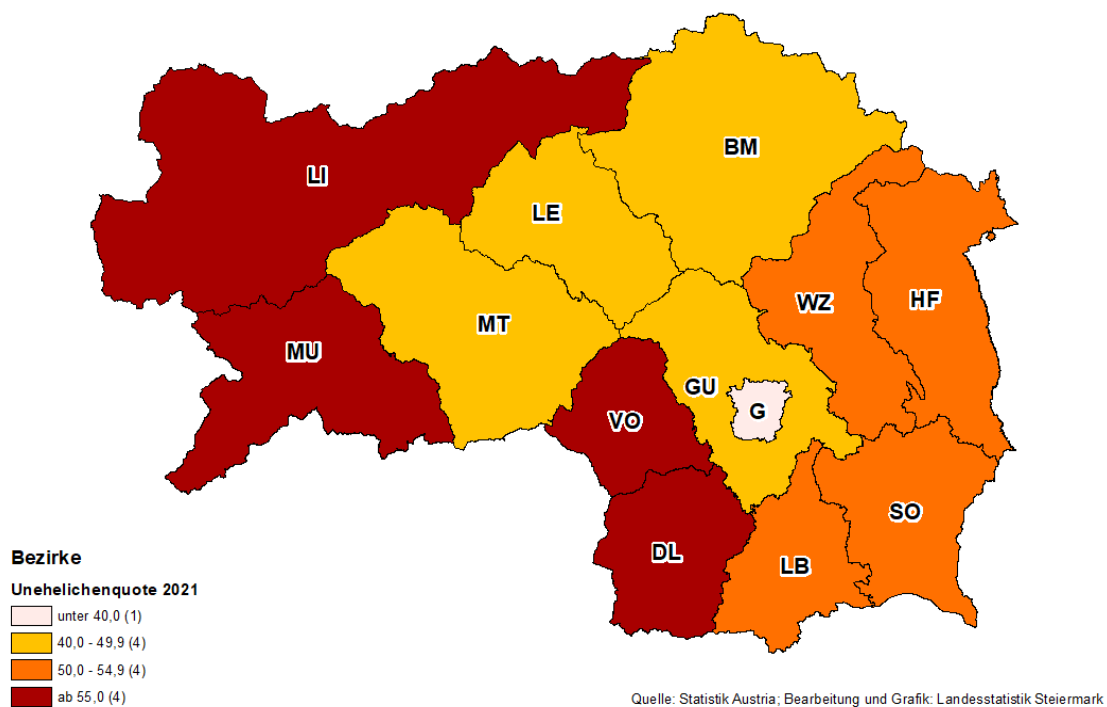 BM
LI
LE
WZ
HF
MT
MU
GU
G
VO
SO
DL
LB
Bezirke
Unehelichenquote 2021
unter 40,0 (1)
40,0 - 49,9 (4)
50,0 - 54,9 (4)
ab 55,0 (4)
Quelle: Statistik Austria; Bearbeitung und Grafik: Landesstatistik Steiermark